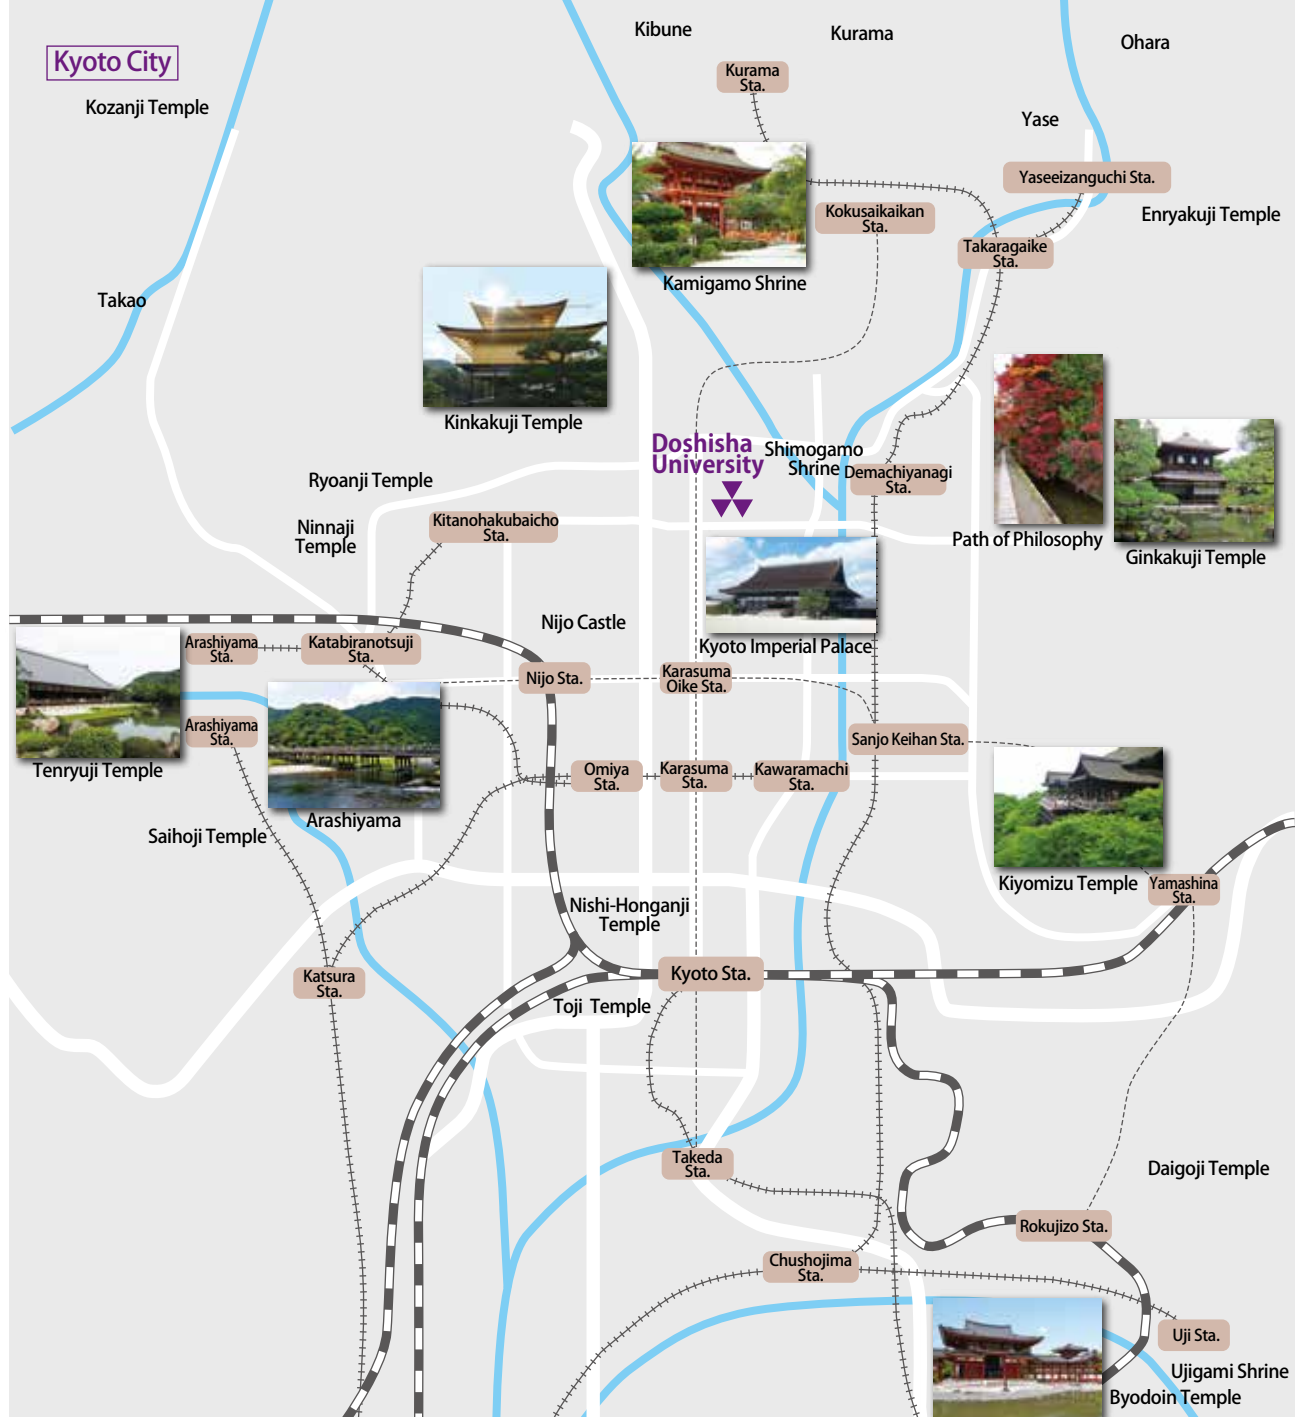 Kyoto City
Kibune
Kurama
Ohara
Kurama
Sta.
Kozanji Temple
Yase
Yaseeizanguchi Sta.
Kokusaikaikan
Sta.
Enryakuji Temple
Takaragaike
Sta.
Kamigamo Shrine
Takao
Kinkakuji Temple
Doshisha
University
Shimogamo
Shrine
Demachiyanagi
Sta.
Ryoanji Temple
Ninnaji
Temple
Kitanohakubaicho
Sta.
Path of Philosophy
Ginkakuji Temple
Nijo Castle
Kyoto Imperial Palace
Arashiyama
Sta.
Katabiranotsuji
Sta.
Nijo Sta.
Karasuma
Oike Sta.
Arashiyama
Sta.
Sanjo Keihan Sta.
Tenryuji Temple
Omiya
Sta.
Karasuma
Sta.
Kawaramachi
Sta.
Arashiyama
Saihoji Temple
Kiyomizu Temple
Yamashina
Sta.
Nishi-Honganji
Temple
Katsura
Sta.
Kyoto Sta.
Toji Temple
Takeda
Sta.
Daigoji Temple
Rokujizo Sta.
Chushojima
Sta.
Uji Sta.
Ujigami Shrine
Byodoin Temple